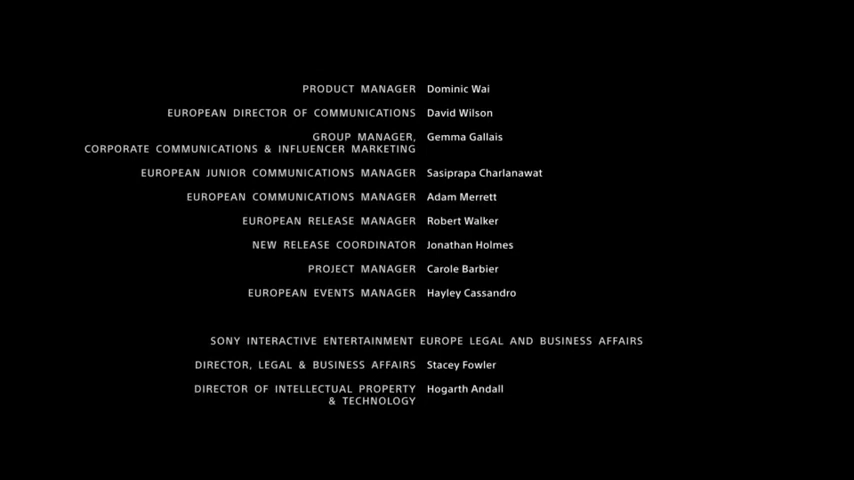 PRODUCT MANAGER Dominic Wai
EUROPEAN DIRECTOR OF COMMUNICATIONS David Wilson
GROUP MANAGER, Gemma Gallais
CORPORATE COMMUNICATIONS & INFLUENCER MARKETING
EUROPEAN JUNIOR COMMUNICATIONS MANAGER Sasiprapa Charlanawat
EUROPEAN COMMUNICATIONS MANAGER Adam Merrett
EUROPEAN RELEASE MANAGER Robert Walker
NEW RELEASE COORDINATOR Jonathan Holmes
PROJECT MANAGER Carole Barbier
EUROPEAN EVENTS MANAGER Hayley Cassandro
SONY INTERACTIVE ENTERTAINMENT EUROPE LEGAL AND BUSINESS AFFAIRS
DIRECTOR, LEGAL & BUSINESS AFFAIRS Stacey Fowler
DIRECTOR OF INTELLECTUAL PROPERTY Hogarth Andall
& TECHNOLOGY